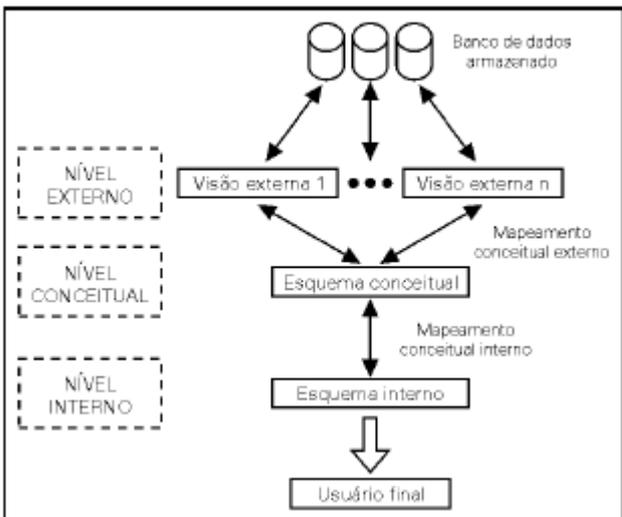 Banco de dados
armazenado
NÍVEL
EXTERNO
Visão externa 1
Visão externa n
Mapeamento
conceitual externo
NÍVEL
CONCEITUAL
Esquema conceitual
Mapeamento
conceitual interno
NÍVEL
INTERNO
Esquema interno
Usuário final